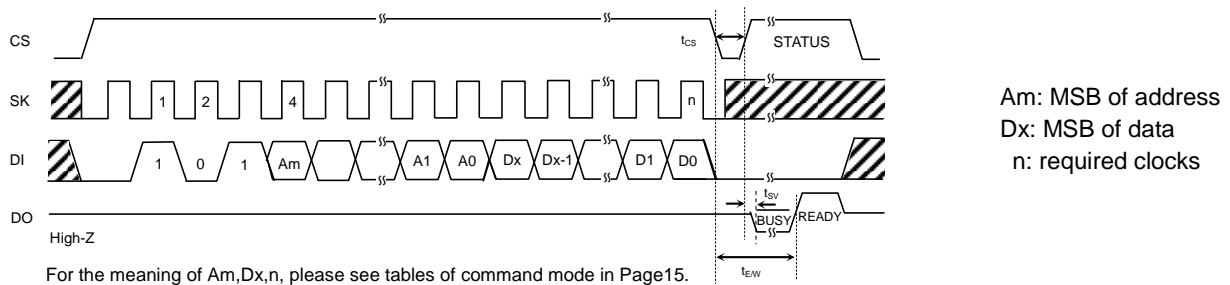 CS
tCS
STATUS
SK
1
2
4
n
DI
1
0
1
Am
A1
A0
Dx
Dx-1
D1
D0
DO
High-Z
tSV
BUSY
READY
tE/W
Am: MSB of address
Dx: MSB of data
n: required clocks
For the meaning of Am,Dx,n, please see tables of command mode in Page15.